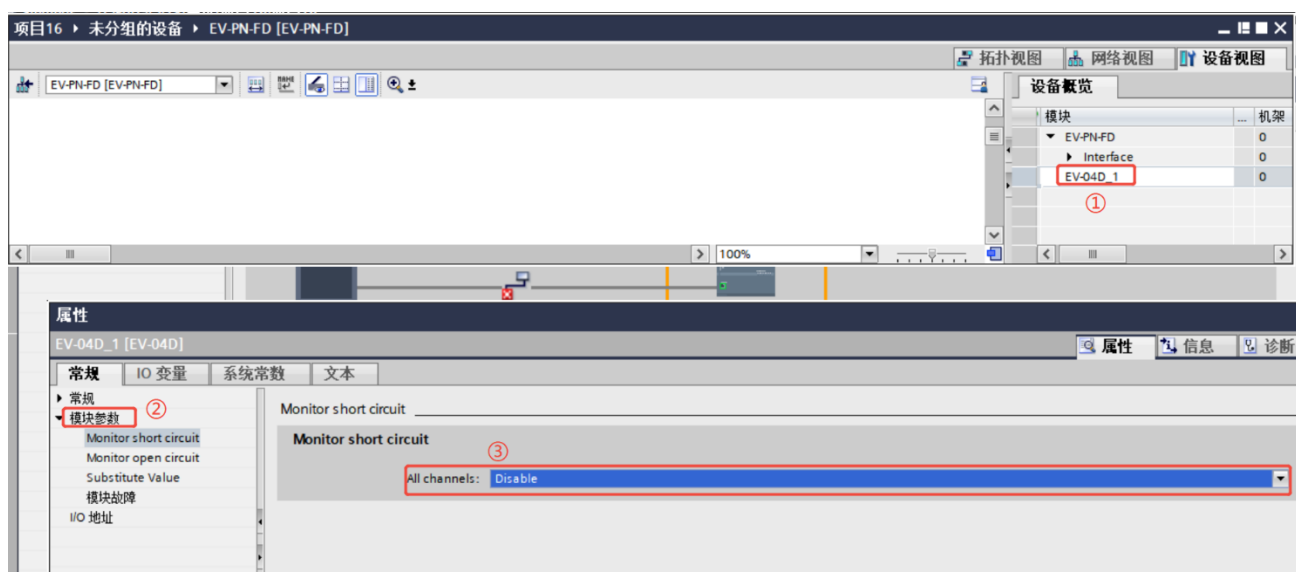 项目16 ▸ 未分组的设备 ▸ EV-PN-FD [EV-PN-FD]
拓扑视图 网络视图 设备视图
EV-PN-FD [EV-PN-FD]
设备概览
模块 ... 机架
EV-PN-FD 0
Interface 0
EV-04D_1 0
①
100%
属性
EV-04D_1 [EV-04D]
属性 信息 诊断
常规 IO 变量 系统常数 文本
常规
模块参数 ②
Monitor short circuit
Monitor open circuit
Substitute Value
模块故障
I/O 地址
Monitor short circuit
Monitor short circuit
③
All channels: Disable